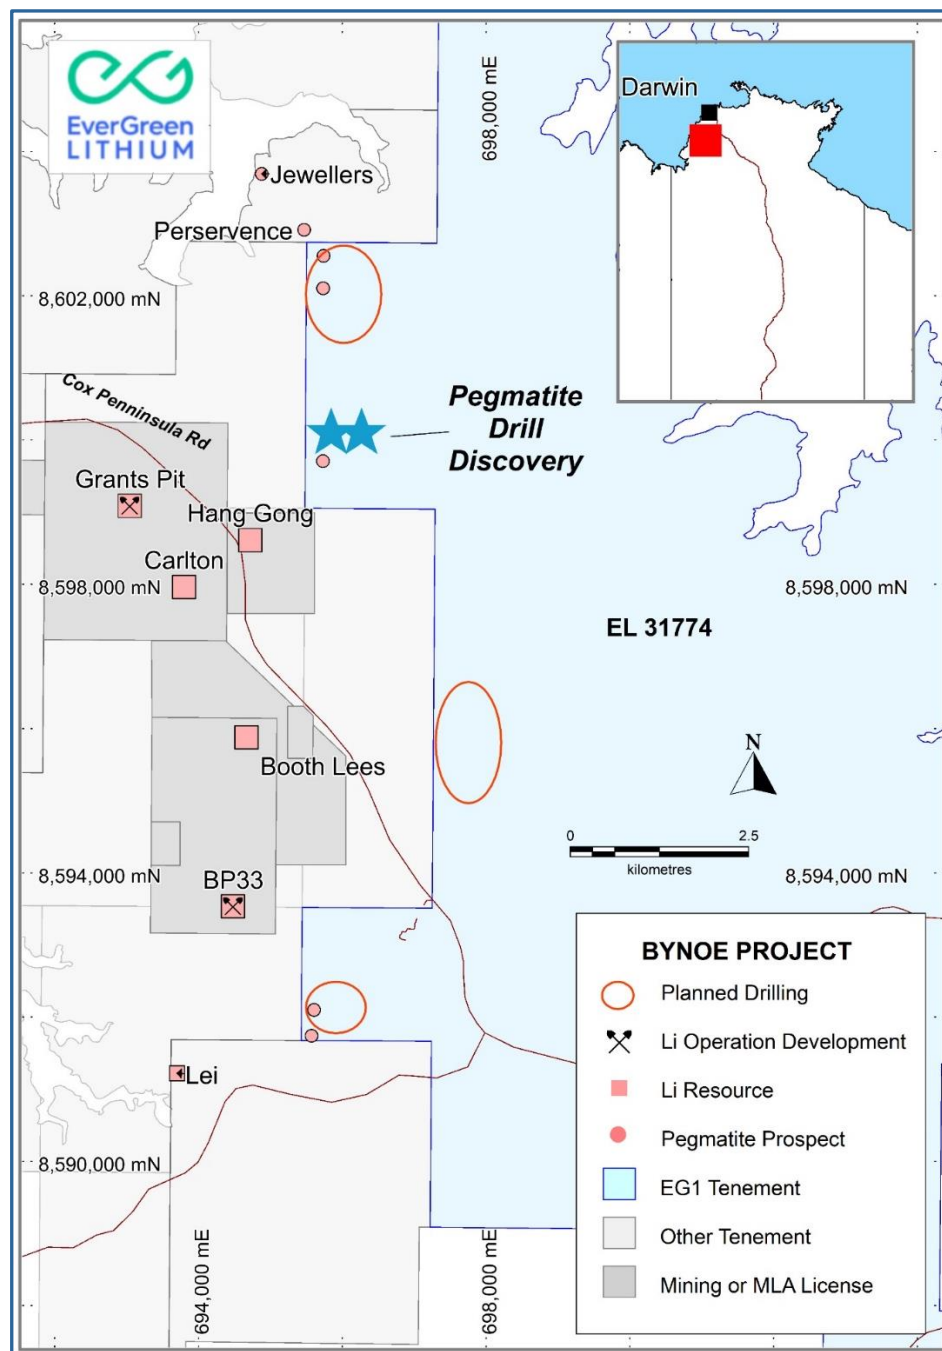 EverGreen
LITHIUM
698,000 mE
Darwin
Jewellers
Perservence
8,602,000 mN
Cox Penninsula Rd
Pegmatite
Drill
Discovery
Grants Pit
Hang Gong
Carlton
8,598,000 mN
8,598,000 mN
EL 31774
N
Booth Lees
0 2.5
kilometres
8,594,000 mN
BP33
8,594,000 mN
BYNOE PROJECT
Planned Drilling
Li Operation Development
Li Resource
Pegmatite Prospect
EG1 Tenement
Other Tenement
Mining or MLA License
Lei
8,590,000 mN
694,000 mE
698,000 mE